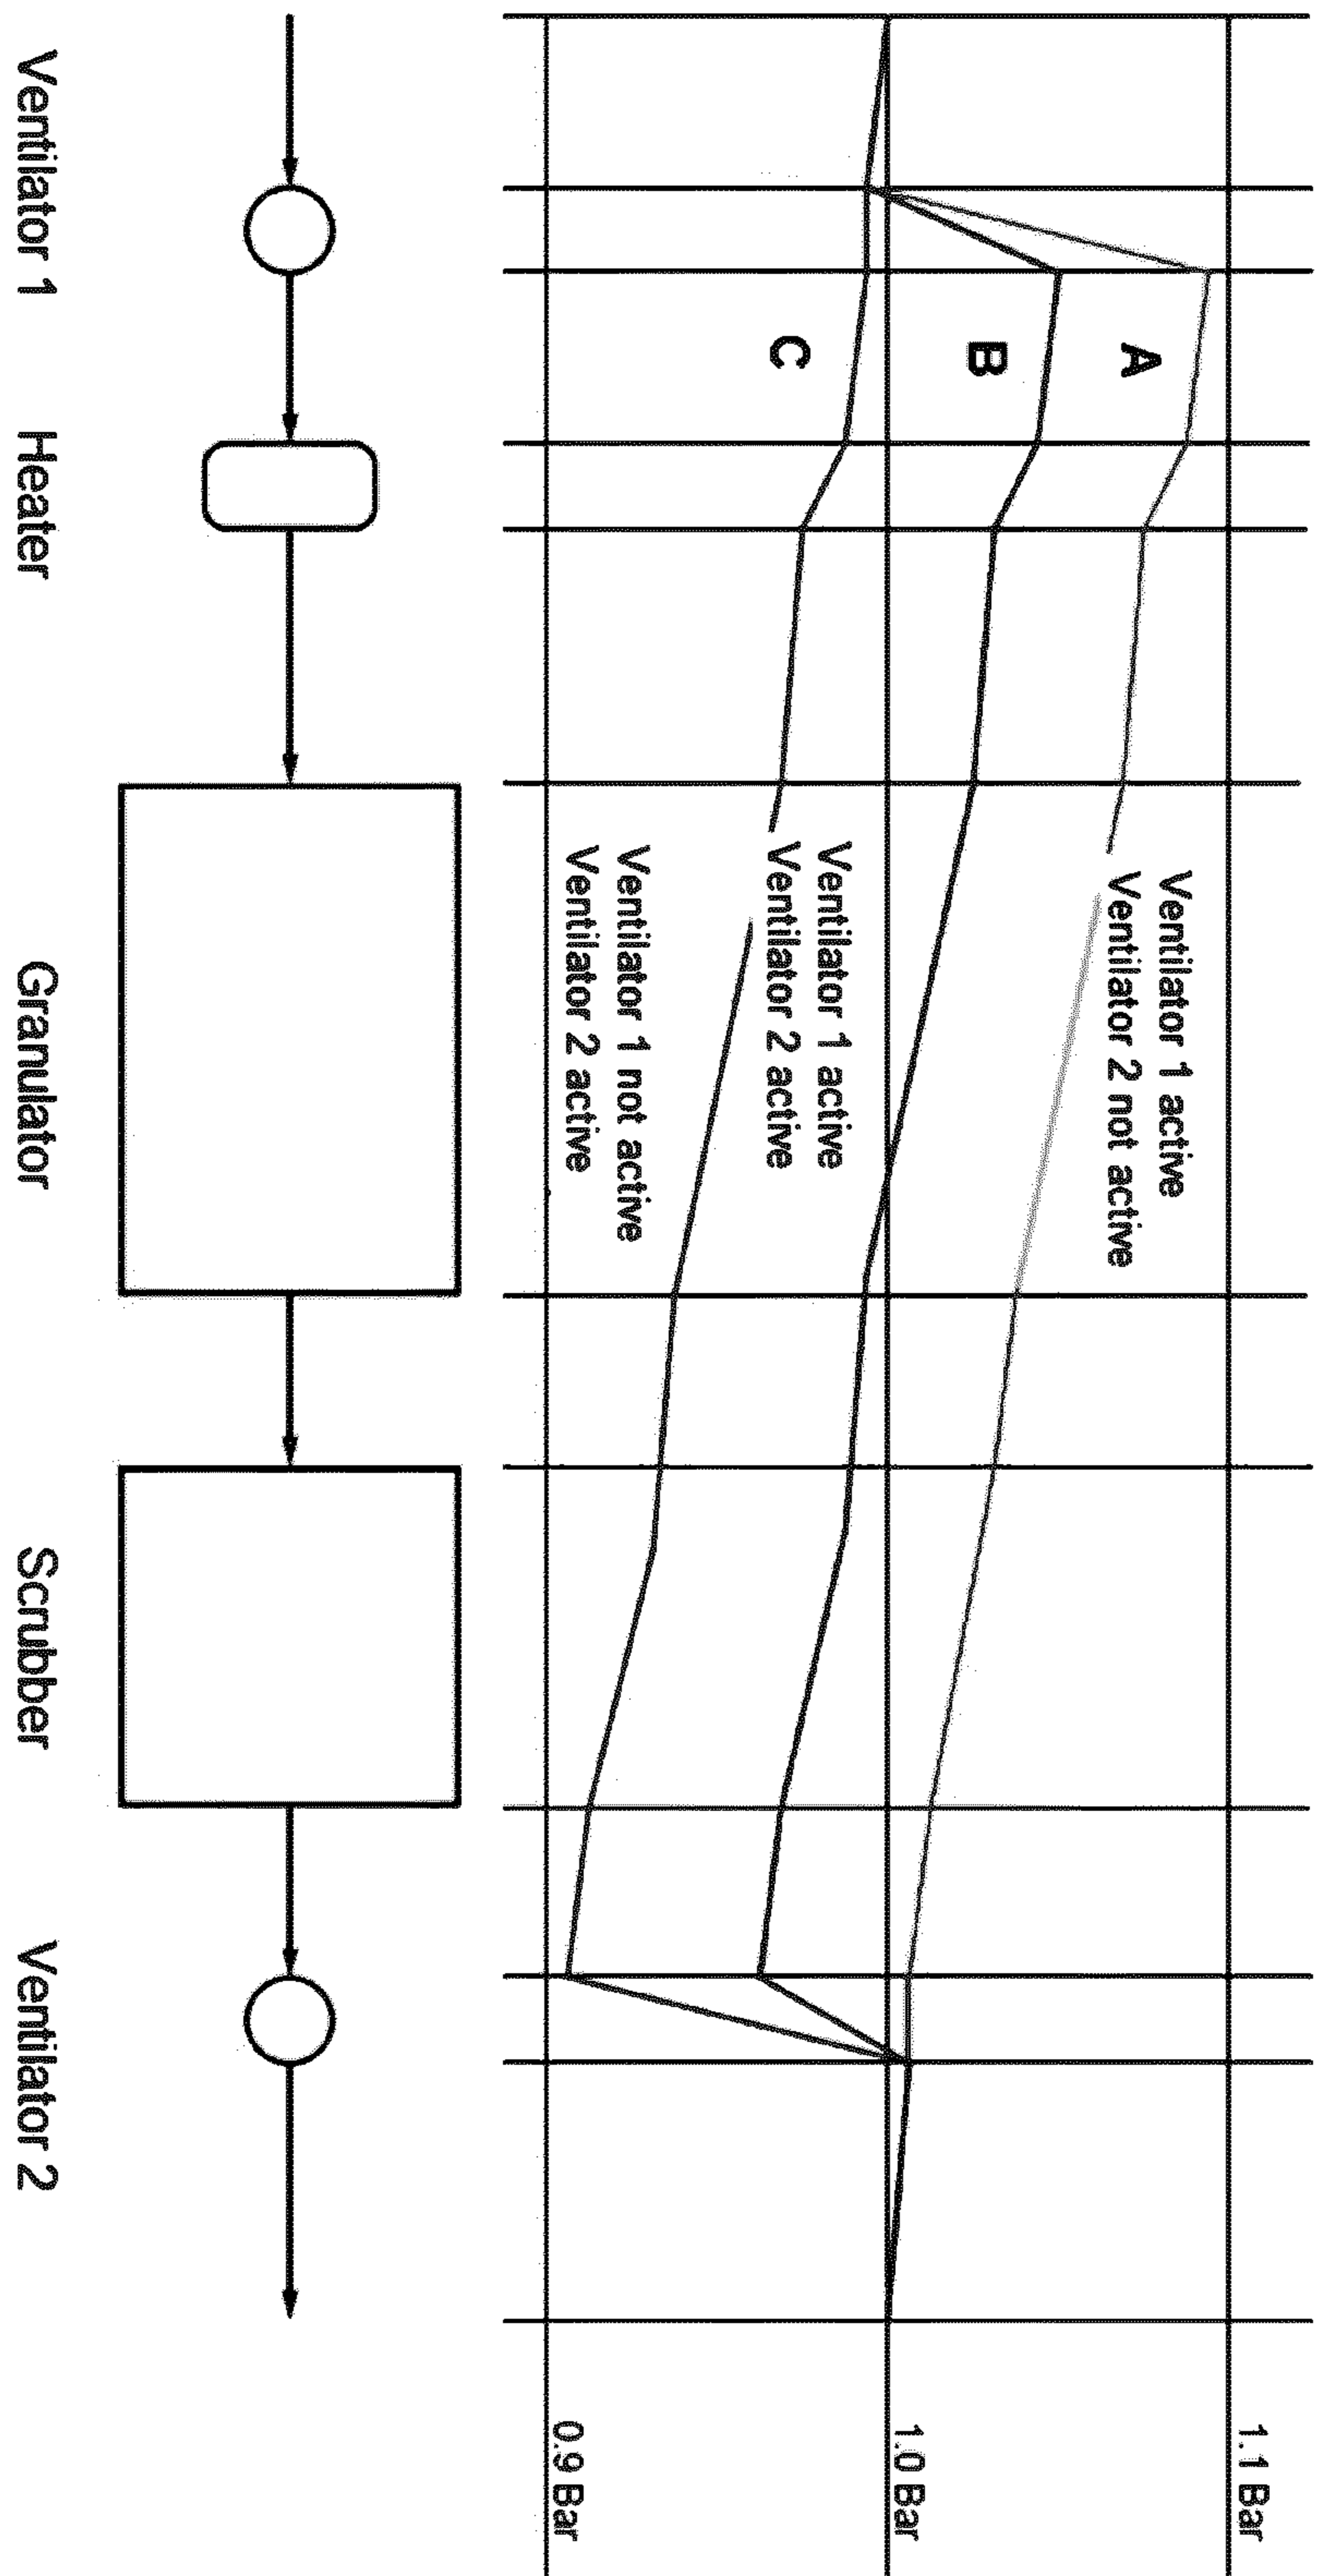 1.1 Bar
1.0 Bar
0.9 Bar
A
B
C
Ventilator 1 active
Ventilator 2 not active
Ventilator 1 active
Ventilator 2 active
Ventilator 1 not active
Ventilator 2 active
Ventilator 1
Heater
Granulator
Scrubber
Ventilator 2